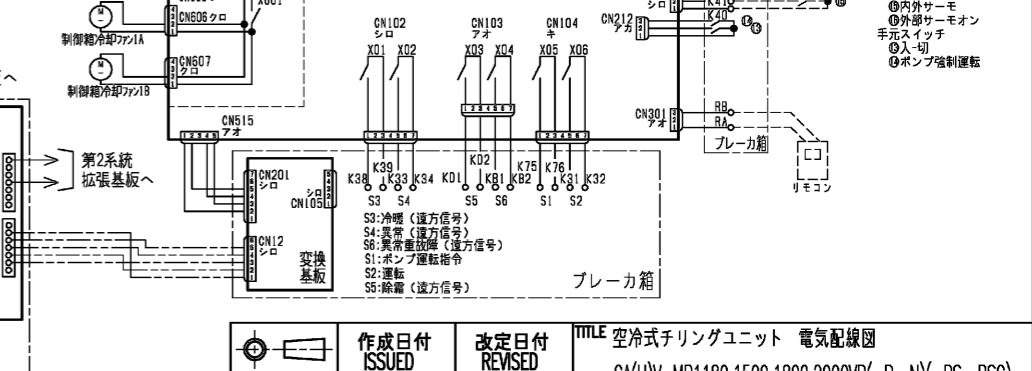 CN606 クロ
制御箱冷却ファン1A
CN607
クロ
制御箱冷却ファン1B
CN515
アオ
CN102
クロ
X01 X02
CN103
アオ
X03 X04
CN104
キ
X05 X06
CN212
アカ
K40
⑮内外サーモ
⑯外部サーモオン
手元スイッチ
⑬入-切
⑭ポンプ強制運転
CN301
アオ
RB
RA
ブレーカ箱
リモコン
第2系統
拡張基板へ
CN201
シロ
シロ
CN105
CN12
シロ
変換
基板
K38 K39 K33 K34
KD1 KD2 KB1 KB2
K75 K76 K31 K32
S3 S4 S5 S6 S1 S2
S3:冷暖(遠方信号)
S4:異常(遠方信号)
S6:異常重故障(遠方信号)
S1:ポンプ運転指令
S2:運転
S5:除霜(遠方信号)
ブレーカ箱
作成日付
ISSUED
改定日付
REVISED
TITLE 空冷式チリングユニット 電気配線図